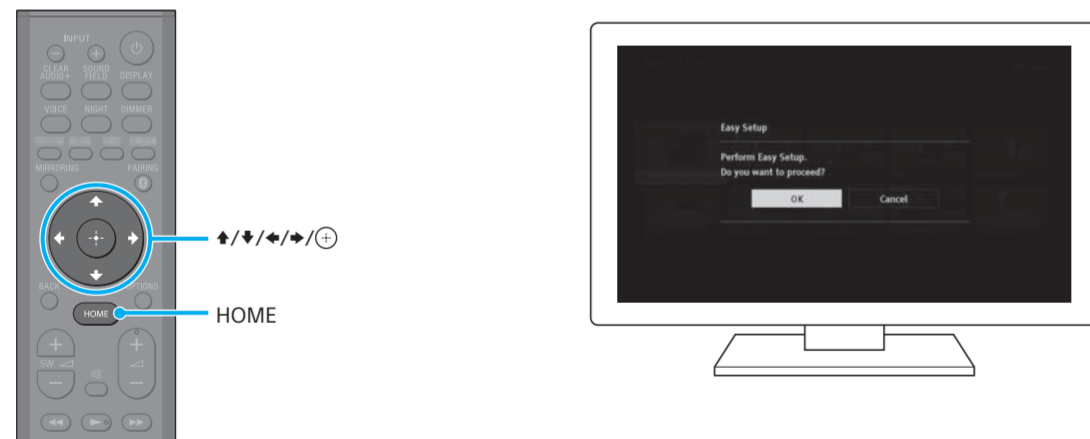 INPUT
CLEAR AUDIO+
SOUND FIELD
DISPLAY
VOICE
NIGHT
DIMMER
MIRRORING
PAIRING
BACK
OPTIONS
HOME
SW
↑/↓/←/→/
HOME
Easy Setup
Perform Easy Setup.
Do you want to proceed?
OK
Cancel